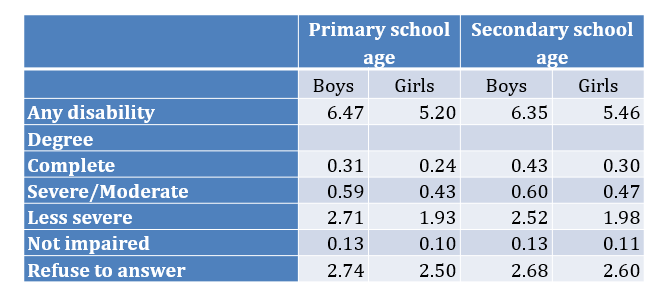 Primary school age Secondary school age
Boys Girls Boys Girls
Any disability 6.47 5.20 6.35 5.46
Degree
Complete 0.31 0.24 0.43 0.30
Severe/Moderate 0.59 0.43 0.60 0.47
Less severe 2.71 1.93 2.52 1.98
Not impaired 0.13 0.10 0.13 0.11
Refuse to answer 2.74 2.50 2.68 2.60